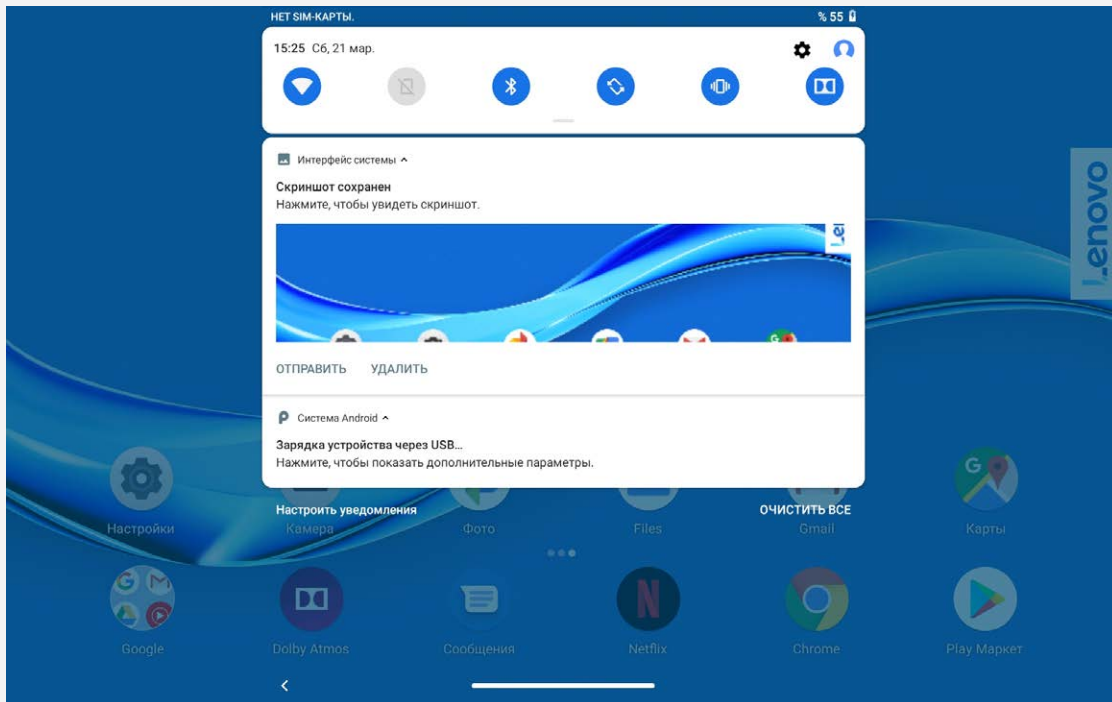 НЕТ SIM-КАРТЫ. % 55
15:25 Сб, 21 мар.
Интерфейс системы
Скриншот сохранен
Нажмите, чтобы увидеть скриншот.
Len
ОТПРАВИТЬ УДАЛИТЬ
Система Android
Зарядка устройства через USB...
Нажмите, чтобы показать дополнительные параметры.
Настроить уведомления ОЧИСТИТЬ ВСЕ
Настройки Камера Фото Files Gmail Карты
Google Dolby Atmos Сообщения Netflix Chrome Play Маркет
Lenovo